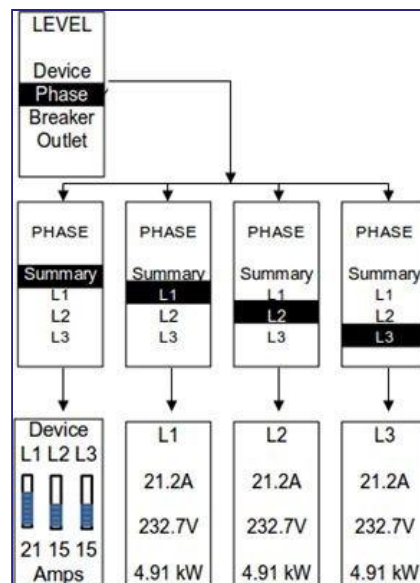 LEVEL
Device
Phase
Breaker
Outlet
PHASE
Summary
L1
L2
L3
PHASE
Summary
L1
L2
L3
PHASE
Summary
L1
L2
L3
PHASE
Summary
L1
L2
L3
Device
L1 L2 L3
21 15 15
Amps
L1
21.2A
232.7V
4.91 kW
L2
21.2A
232.7V
4.91 kW
L3
21.2A
232.7V
4.91 kW